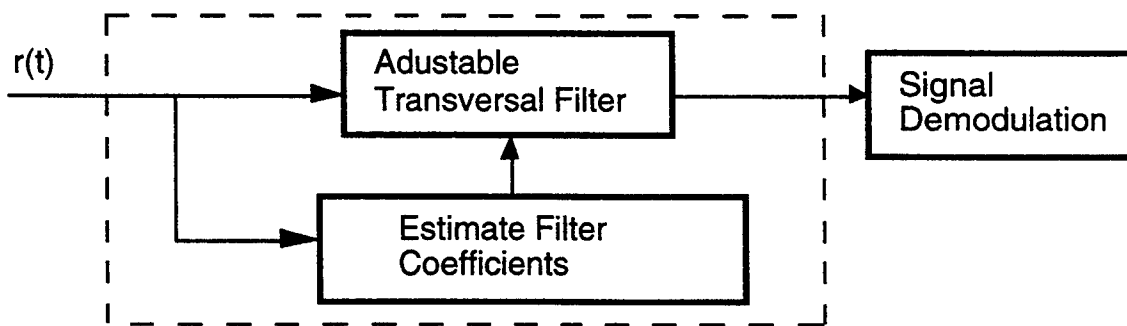 r(t)
Adustable
Transversal Filter
Signal
Demodulation
Estimate Filter
Coefficients